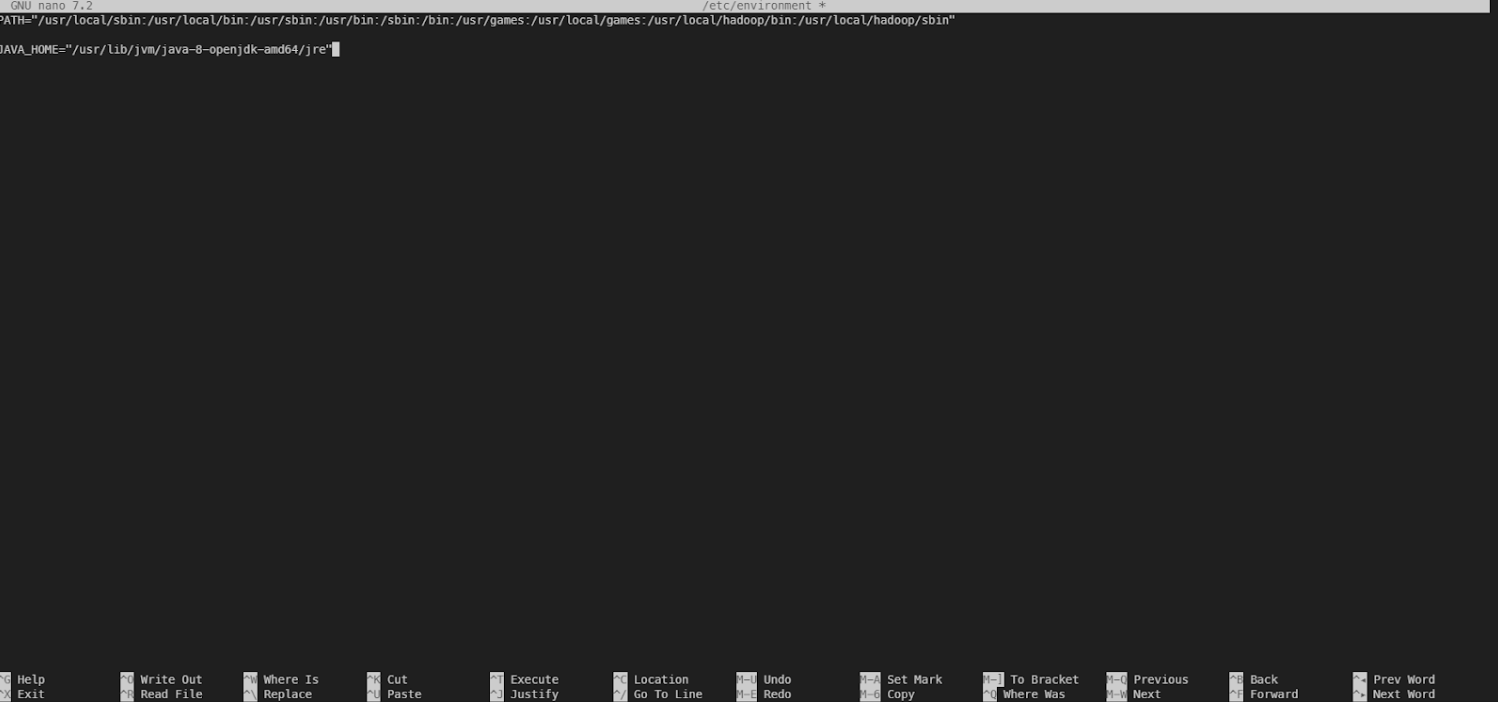 GNU nano 7.2 /etc/environment *
PATH="/usr/local/sbin:/usr/local/bin:/usr/sbin:/usr/bin:/sbin:/bin:/usr/games:/usr/local/games:/usr/local/hadoop/bin:/usr/local/hadoop/sbin"
JAVA_HOME="/usr/lib/jvm/java-8-openjdk-amd64/jre"
^G Help ^O Write Out ^W Where Is ^K Cut ^T Execute ^C Location M-U Undo M-A Set Mark M-] To Bracket M-Q Previous ^B Back ^◂ Prev Word
^X Exit ^R Read File ^\ Replace ^U Paste ^J Justify ^/ Go To Line M-E Redo M-6 Copy ^Q Where Was M-W Next ^F Forward ^▸ Next Word